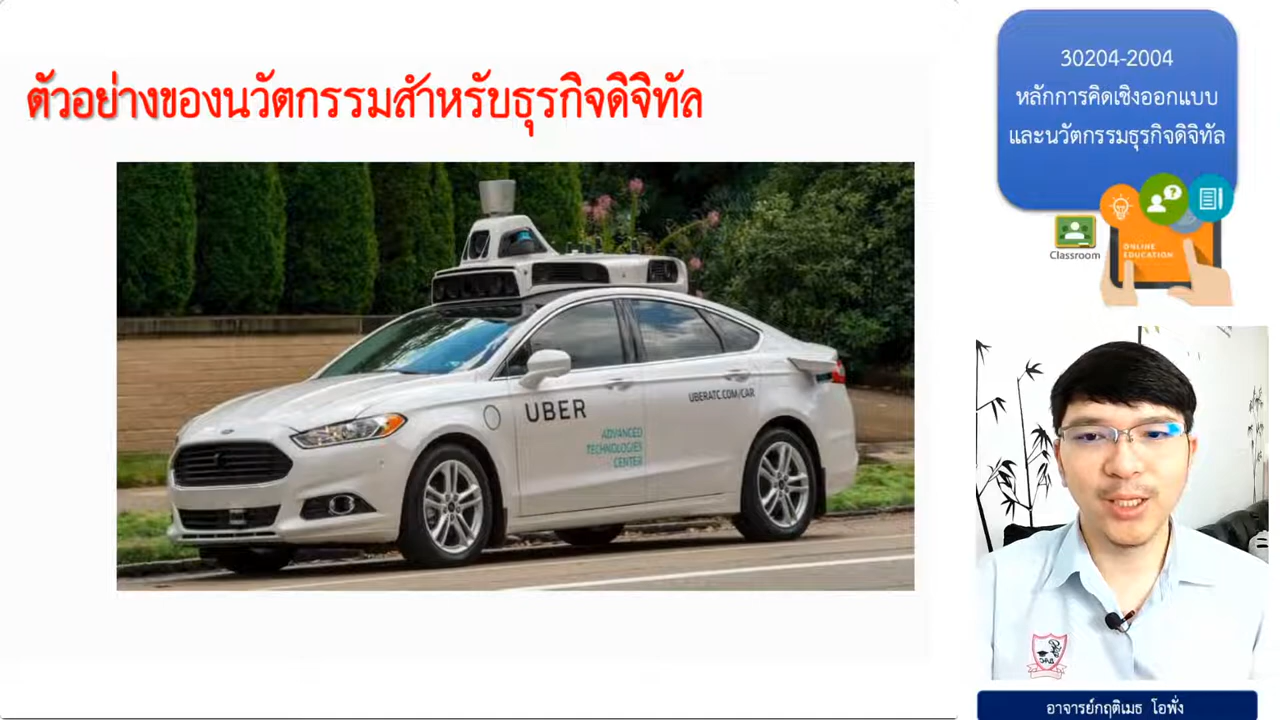 ตัวอย่างของนวัตกรรมสำหรับธุรกิจดิจิทัล
UBER
ADVANCED
TECHNOLOGIES
CENTER
UBERATC.COM/CAR
30204-2004
หลักการคิดเชิงออกแบบ
และนวัตกรรมธุรกิจดิจิทัล
Classroom
ONLINE
EDUCATION
อาจารย์กฤติเมธ โอพั่ง